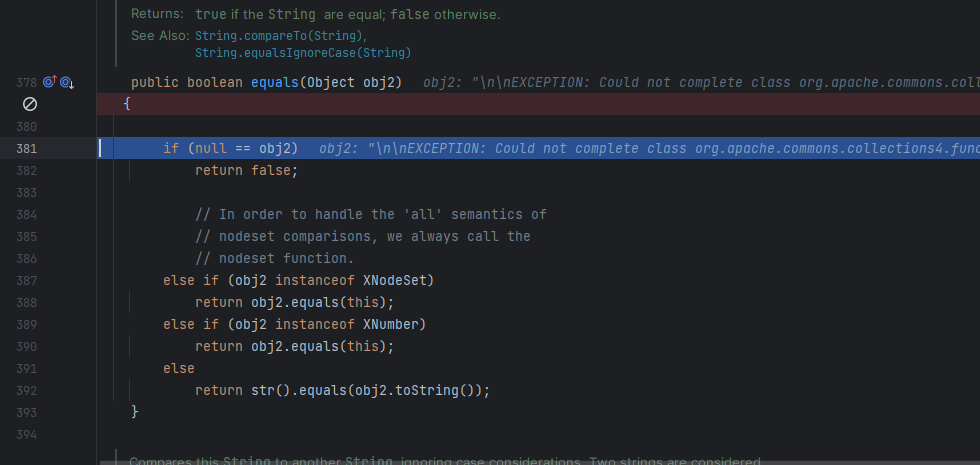 Returns: true if the String are equal; false otherwise.
See Also: String.compareTo(String),
String.equalsIgnoreCase(String)
378 public boolean equals(Object obj2) obj2: "\n\nEXCEPTION: Could not complete class org.apache.commons.coll
{
380
381 if (null == obj2) obj2: "\n\nEXCEPTION: Could not complete class org.apache.commons.collections4.func
382 return false;
383
384 // In order to handle the 'all' semantics of
385 // nodeset comparisons, we always call the
386 // nodeset function.
387 else if (obj2 instanceof XNodeSet)
388 return obj2.equals(this);
389 else if (obj2 instanceof XNumber)
390 return obj2.equals(this);
391 else
392 return str().equals(obj2.toString());
393 }
394
Compares this String to another String, ignoring case considerations. Two strings are considered